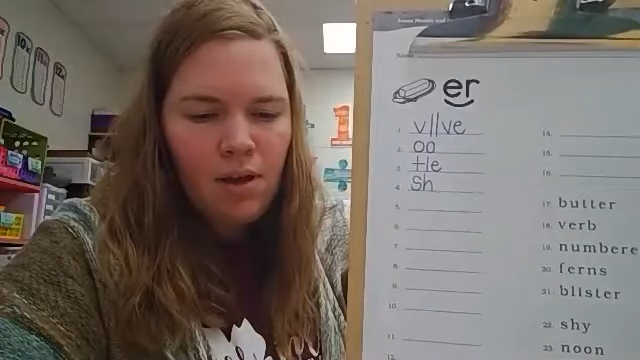 er
1. v||ve
2. oo
3. tle
4. sh
5.
6.
7.
8.
9.
10.
11.
12.
14.
15.
16.
17. butter
18. verb
19. numbere
20. ferns
21. blister
22. shy
23. noon